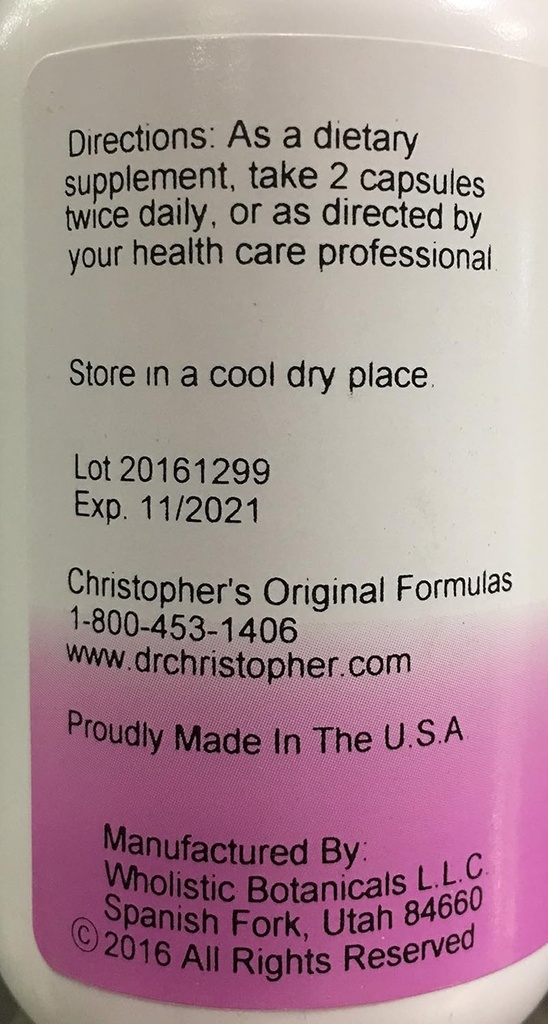 Directions: As a dietary
supplement, take 2 capsules
twice daily, or as directed by
your health care professional.
Store in a cool dry place.
Lot 20161299
Exp. 11/2021
Christopher's Original Formulas
1-800-453-1406
www.drchristopher.com
Proudly Made In The U.S.A.
Manufactured By:
Wholistic Botanicals L.L.C.
Spanish Fork, Utah 84660
© 2016 All Rights Reserved